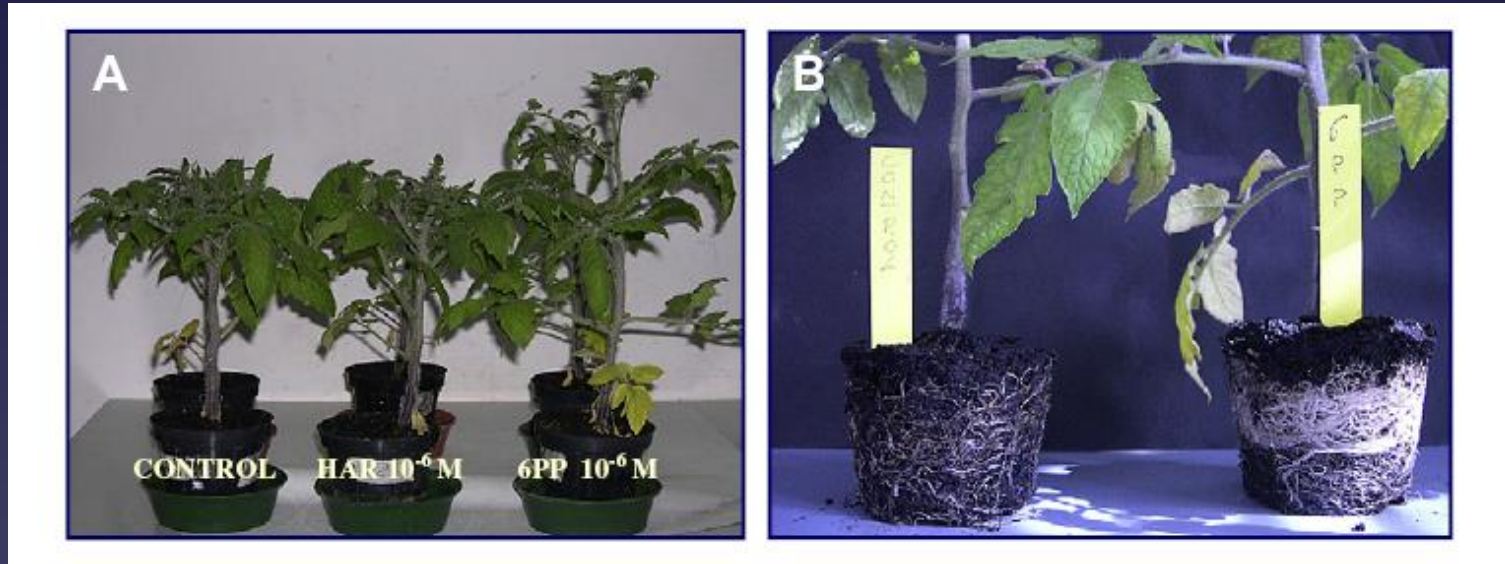 A
CONTROL
HAR 10⁻⁶ M
6PP 10⁻⁶ M
B
CONTROL
6PP